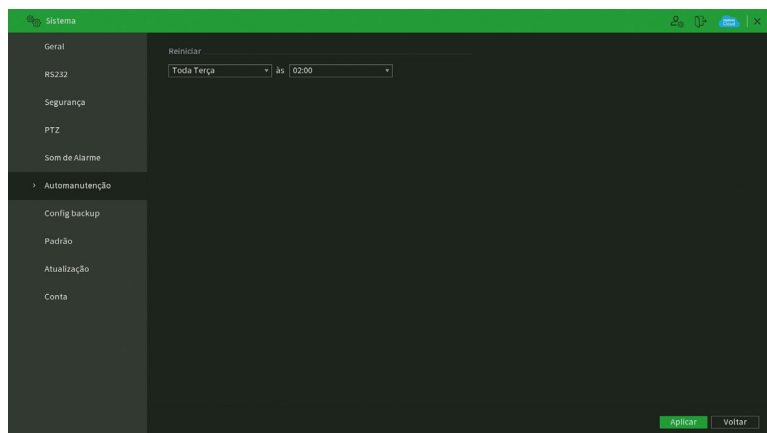 Sistema
Geral
RS232
Segurança
PTZ
Som de Alarme
Automanutenção
Config backup
Padrão
Atualização
Conta
Reiniciar
Toda Terça às 02:00
Aplicar Voltar